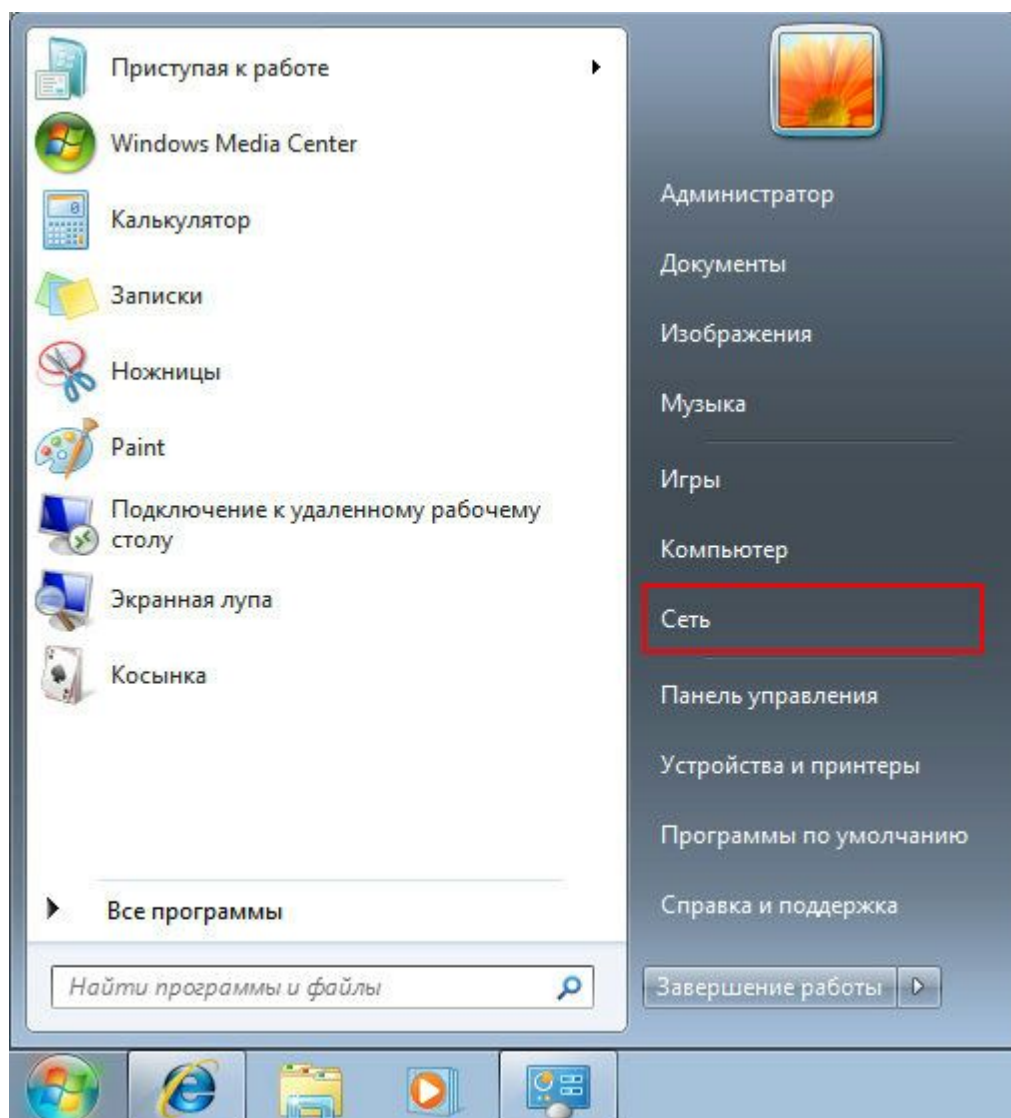 Приступая к работе
Windows Media Center
Калькулятор
Записки
Ножницы
Paint
Подключение к удаленному рабочему
столу
Экранная лупа
Косынка
Все программы
Найти программы и файлы
Администратор
Документы
Изображения
Музыка
Игры
Компьютер
Сеть
Панель управления
Устройства и принтеры
Программы по умолчанию
Справка и поддержка
Завершение работы